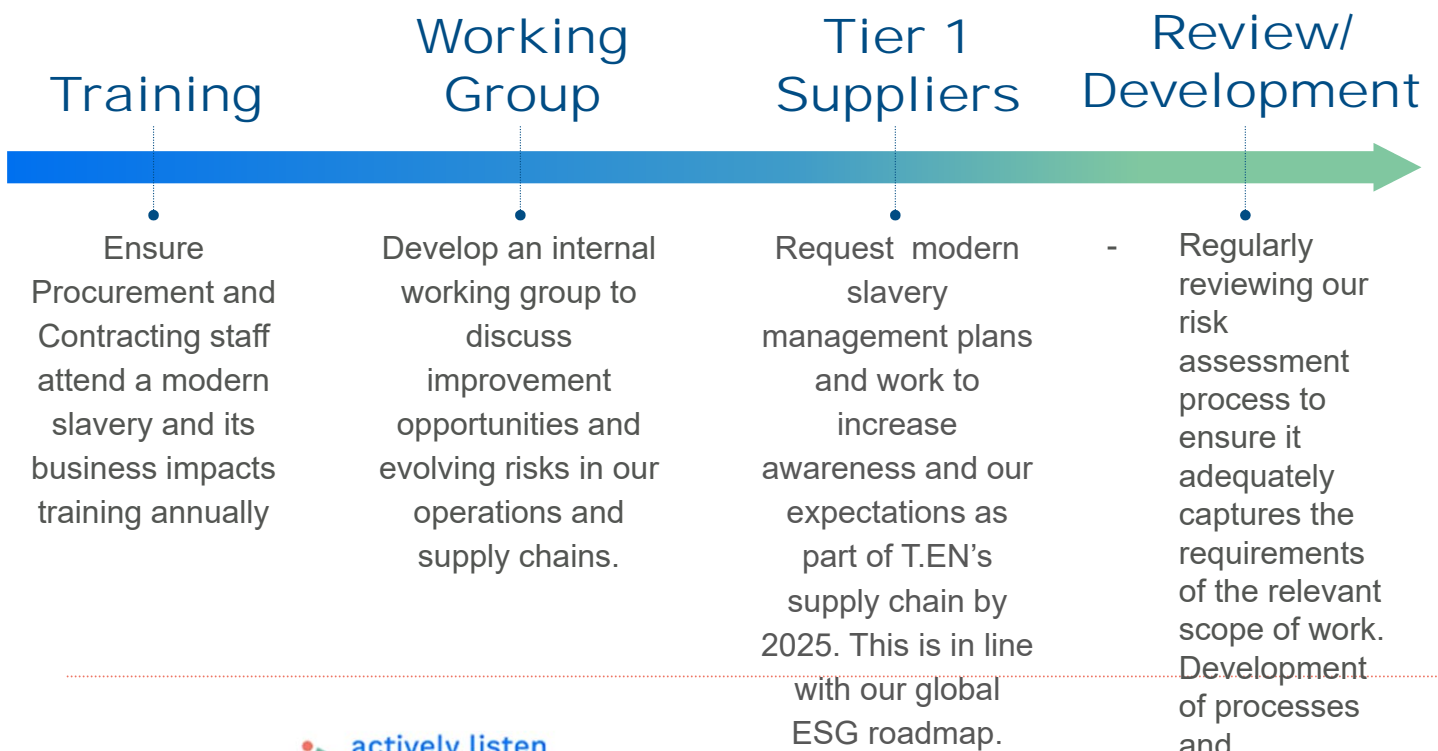 Training
Working
Group
Tier 1
Suppliers
Review/
Development
Ensure
Procurement and
Contracting staff
attend a modern
slavery and its
business impacts
training annually
Develop an internal
working group to
discuss
improvement
opportunities and
evolving risks in our
operations and
supply chains.
Request modern
slavery
management plans
and work to
increase
awareness and our
expectations as
part of T.EN’s
supply chain by
2025. This is in line
with our global
ESG roadmap.
- Regularly
reviewing our
risk
assessment
process to
ensure it
adequately
captures the
requirements
of the relevant
scope of work.
Development
of processes
and
actively listen